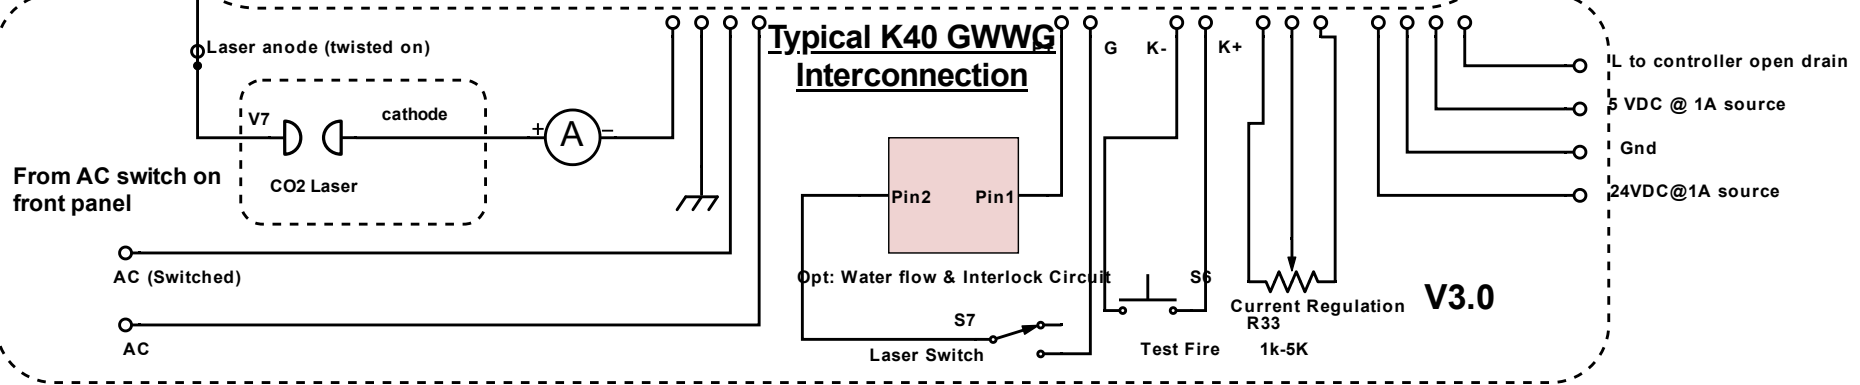 Typical K40 GWWG
Interconnection
Laser anode (twisted on)
G
K-
K+
L to controller open drain
5 VDC @ 1A source
Gnd
24VDC@1A source
V7
cathode
+
A
−
CO2 Laser
From AC switch on
front panel
Pin2
Pin1
AC (Switched)
AC
Opt: Water flow & Interlock Circuit
S6
S7
Laser Switch
Test Fire
Current Regulation
R33
1k-5K
V3.0